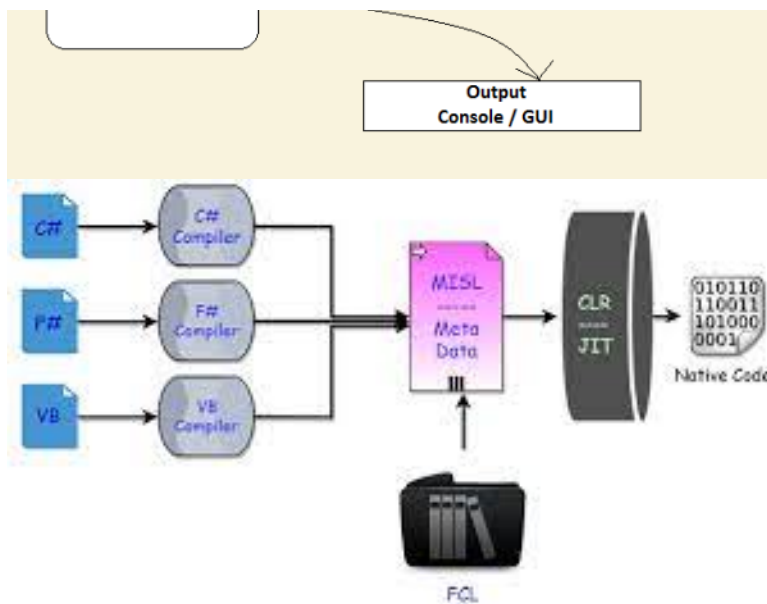 Output
Console / GUI
C#
C#
Compiler
F#
F#
Compiler
VB
VB
Compiler
MISL
-----
Meta
Data
CLR
----
JIT
010110
110011
101000
0001
Native Code
FCL